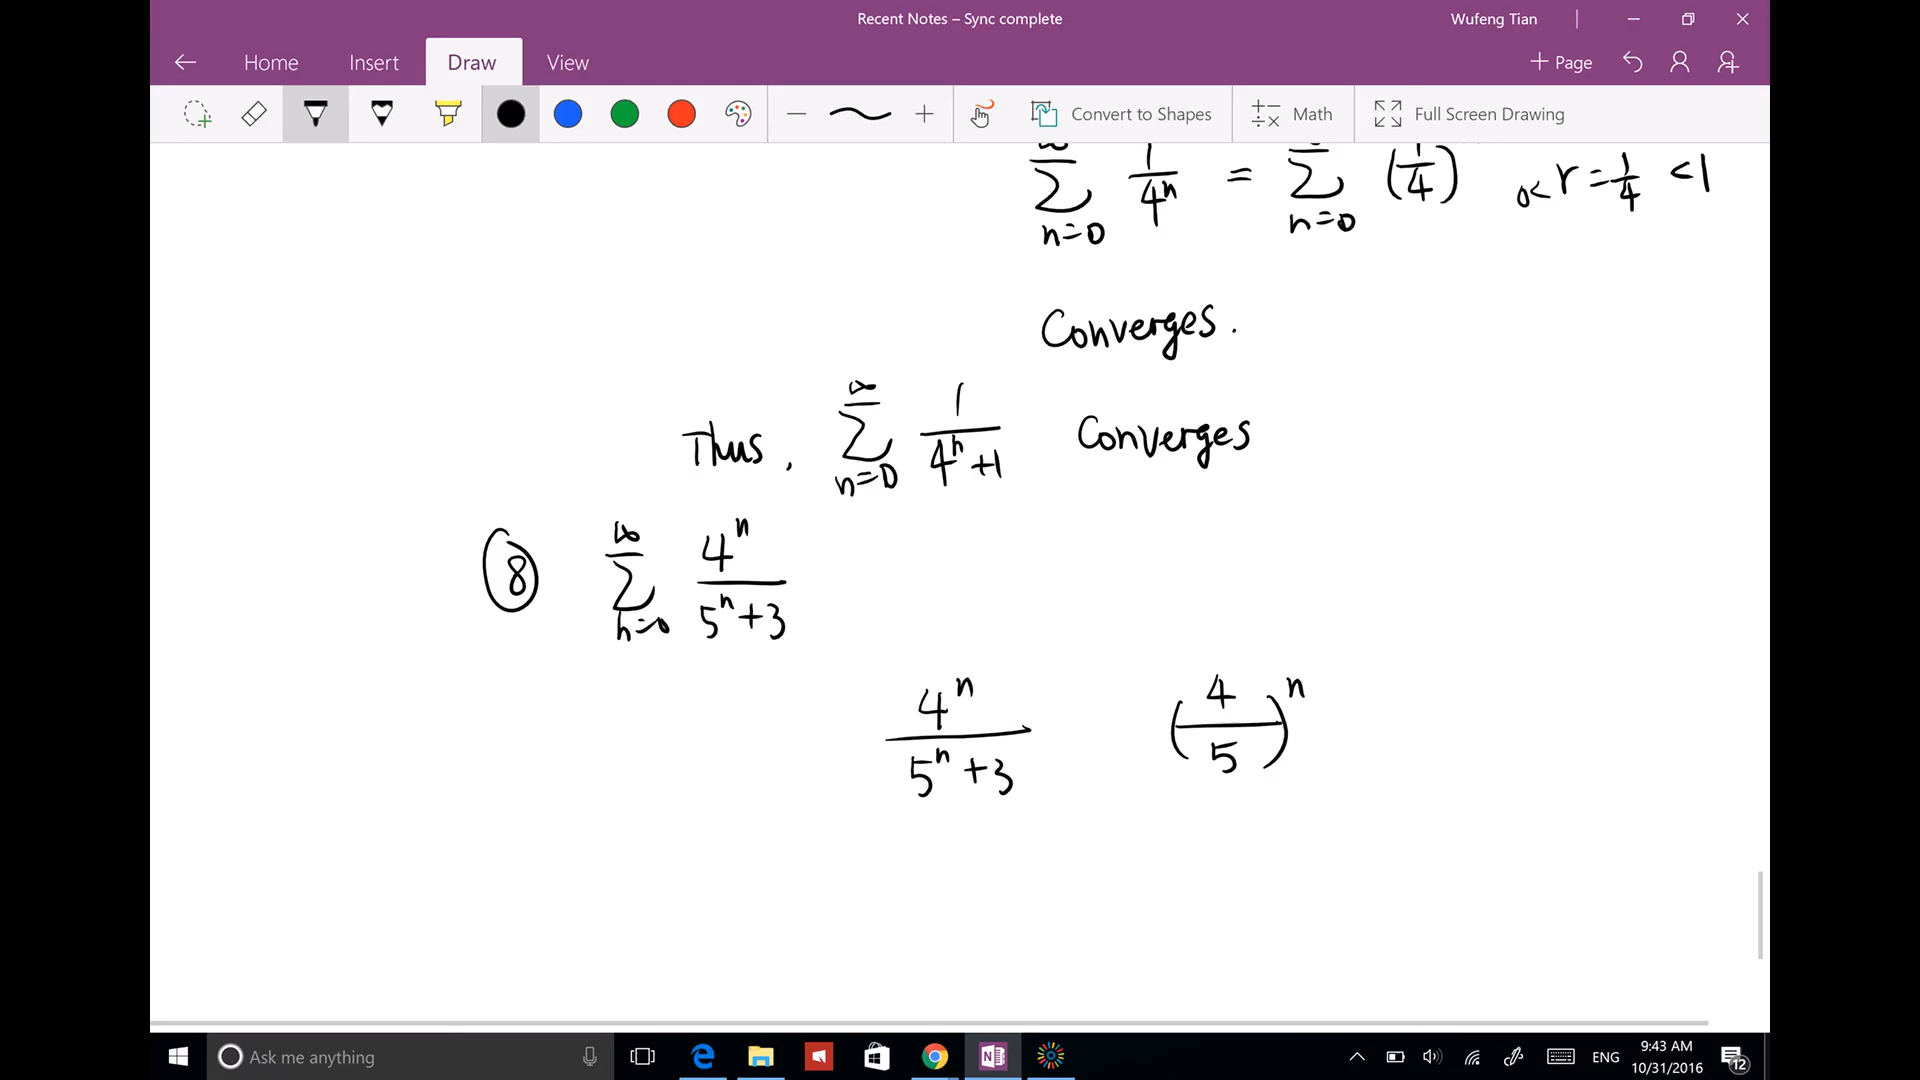 Recent Notes – Sync complete
Wufeng Tian
Home Insert Draw View
Page
Convert to Shapes Math Full Screen Drawing
∑ n=0 1/4ⁿ = ∑ n=0 (1/4) 0< r = 1/4 <1
Converges.
Thus, ∞ ∑ n=0 1/(4ⁿ+1) Converges
⑧ ∞ ∑ n=0 4ⁿ/(5ⁿ+3)
4ⁿ/(5ⁿ+3) (4/5)ⁿ
Ask me anything
ENG
9:43 AM
10/31/2016
12